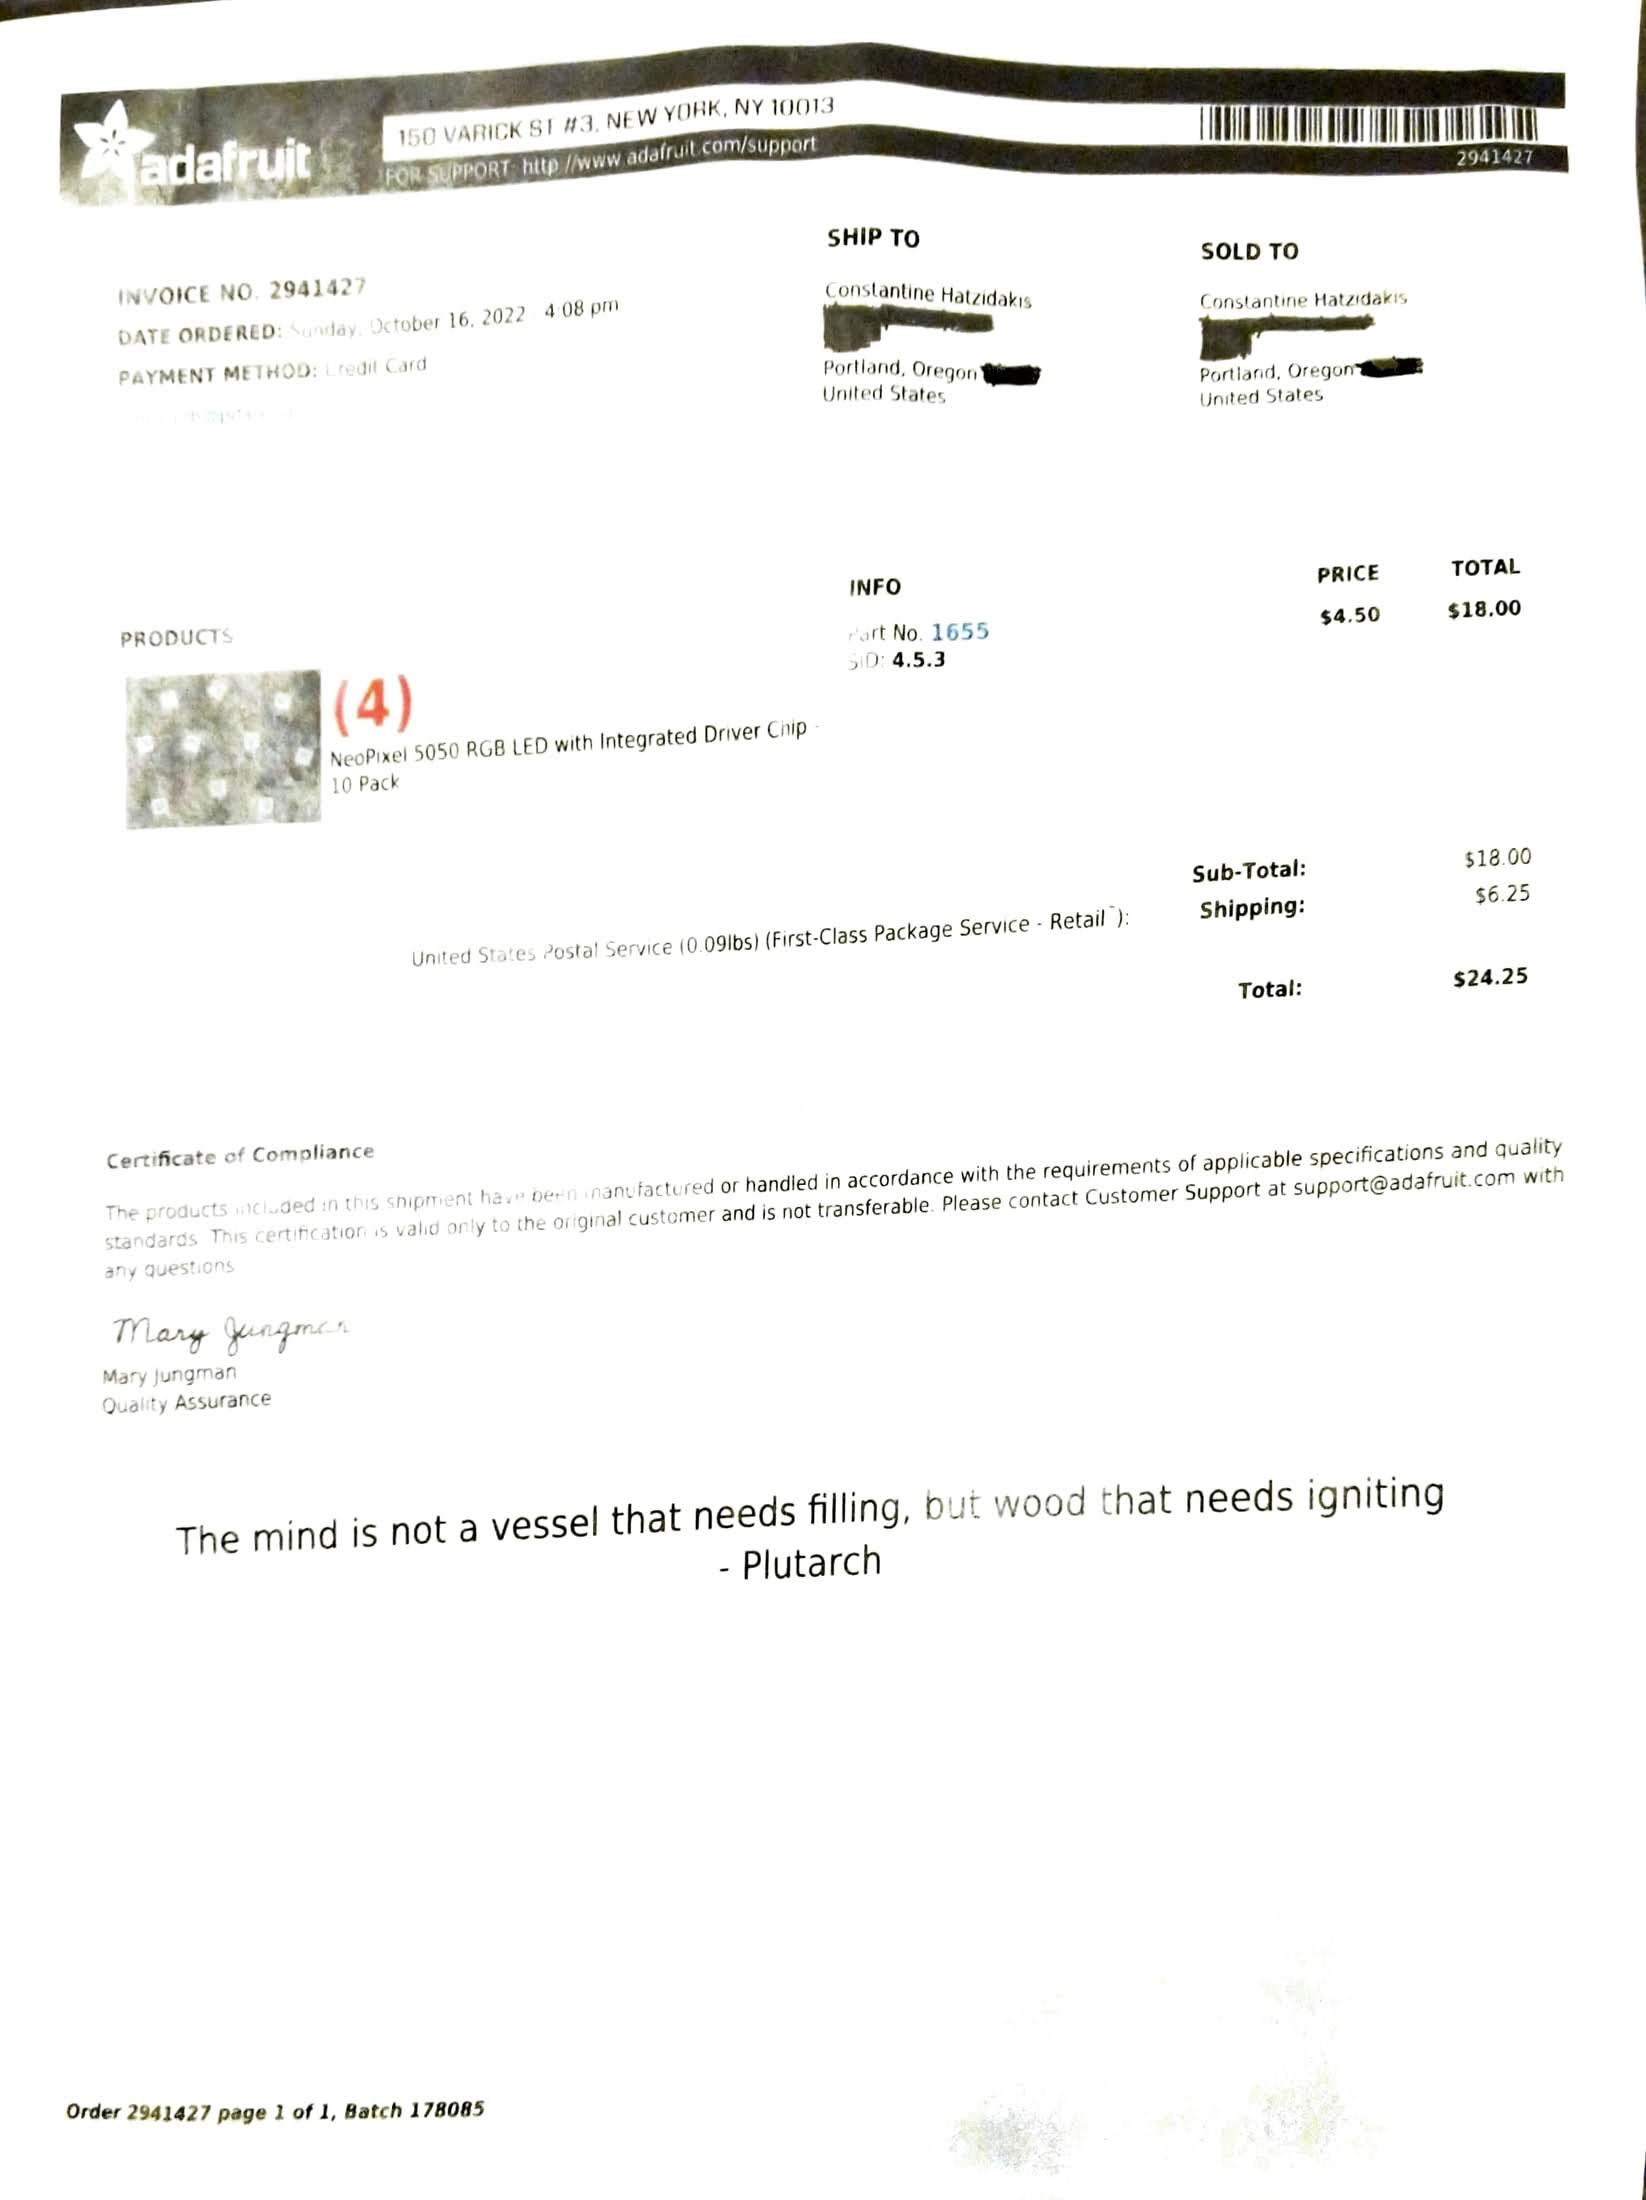 adafruit
150 VARICK ST #3, NEW YORK, NY 10013
FOR SUPPORT: http://www.adafruit.com/support
2941427
INVOICE NO. 2941427
DATE ORDERED: Sunday, October 16, 2022 4:08 pm
PAYMENT METHOD: Credit Card
SHIP TO
Constantine Hatzidakis
Portland, Oregon
United States
SOLD TO
Constantine Hatzidakis
Portland, Oregon
United States
PRODUCTS
INFO
PRICE
TOTAL
(4)
NeoPixel 5050 RGB LED with Integrated Driver Chip -
10 Pack
Part No. 1655
SID: 4.5.3
$4.50
$18.00
Sub-Total: $18.00
United States Postal Service (0.09lbs) (First-Class Package Service - Retail™): Shipping: $6.25
Total: $24.25
Certificate of Compliance
The products included in this shipment have been manufactured or handled in accordance with the requirements of applicable specifications and quality
standards. This certification is valid only to the original customer and is not transferable. Please contact Customer Support at support@adafruit.com with
any questions
Mary Jungman
Mary Jungman
Quality Assurance
The mind is not a vessel that needs filling, but wood that needs igniting
- Plutarch
Order 2941427 page 1 of 1, Batch 178085